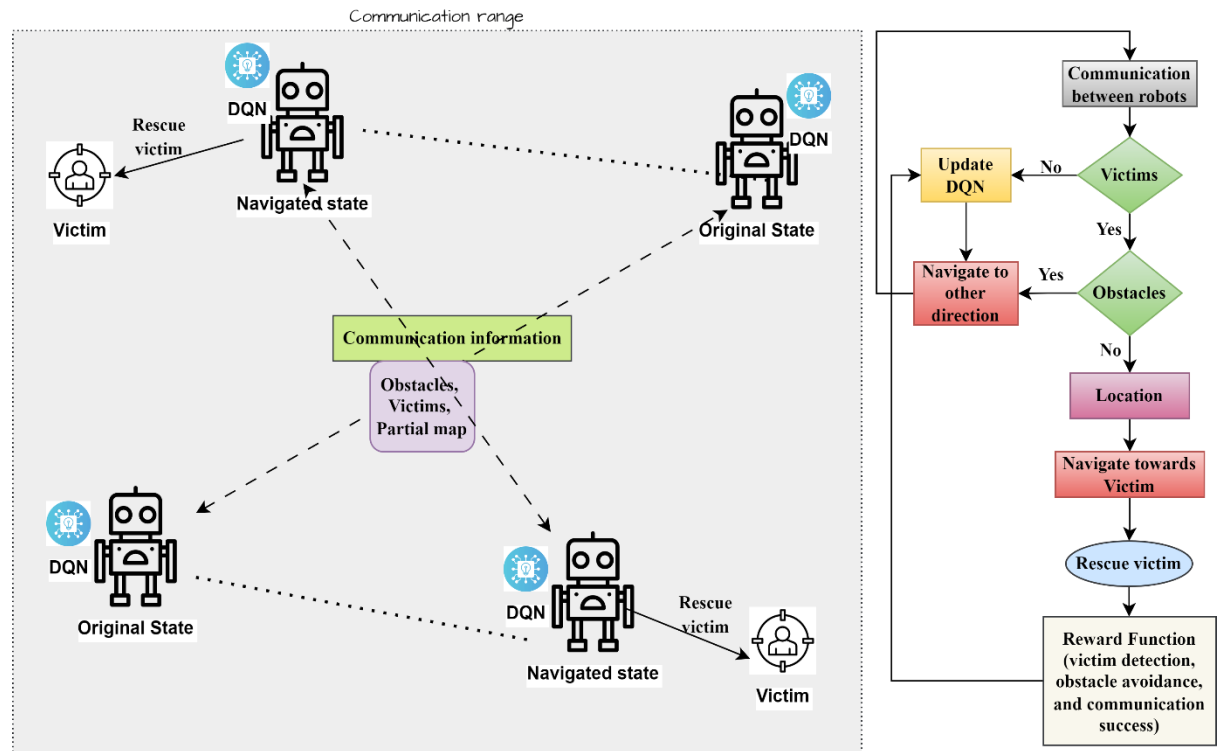 Communication range
DQN
Rescue
victim
Victim
Navigated state
DQN
Original State
Communication information
Obstacles,
Victims,
Partial map
DQN
Original State
DQN
Navigated state
Rescue
victim
Victim
Communication
between robots
Victims
No
Update
DQN
Yes
Obstacles
Yes
Navigate to
other
direction
No
Location
Navigate towards
Victim
Rescue victim
Reward Function
(victim detection,
obstacle avoidance,
and communication
success)